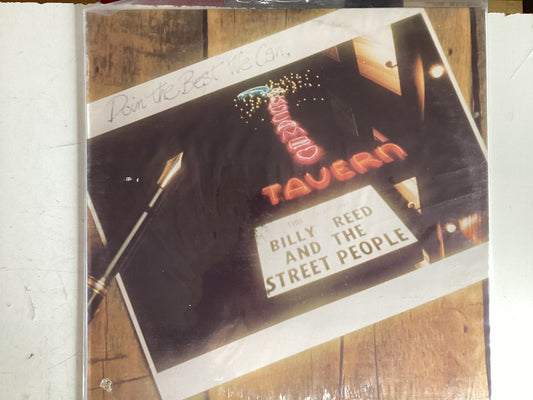 Doin the Best We Can.
TAVERN
BILLY REED
AND THE
STREET PEOPLE